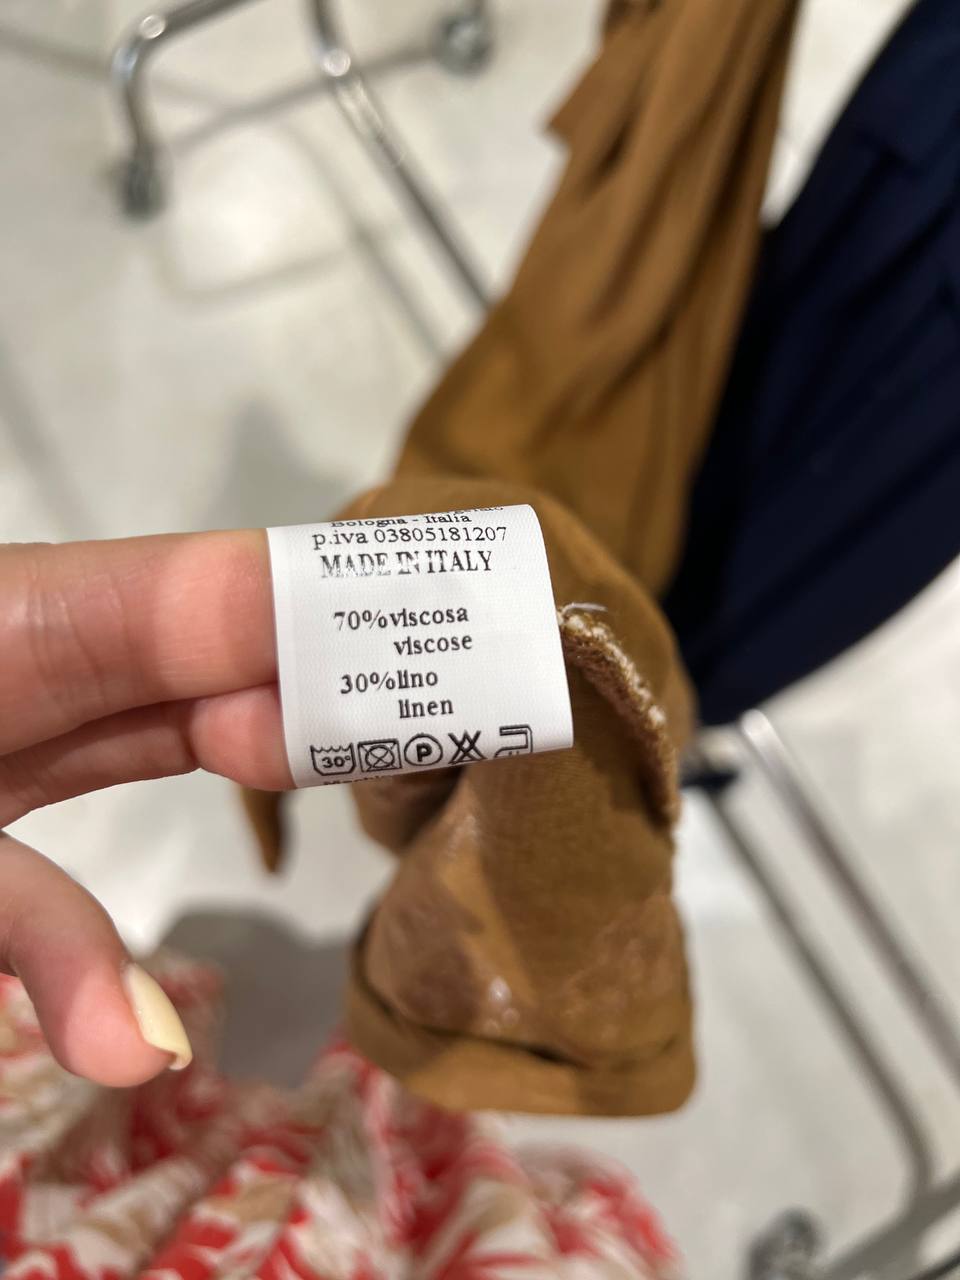 Bologna - Italia
p.iva 03805181207
MADE IN ITALY
70%viscosa
viscose
30%lino
linen
30° P